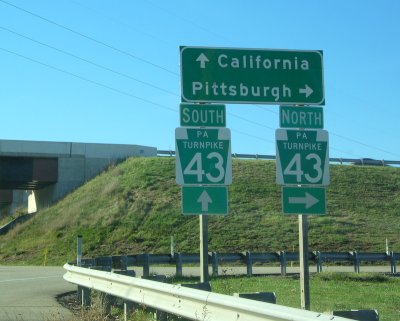 California
Pittsburgh
SOUTH
PA
TURNPIKE
43
NORTH
PA
TURNPIKE
43